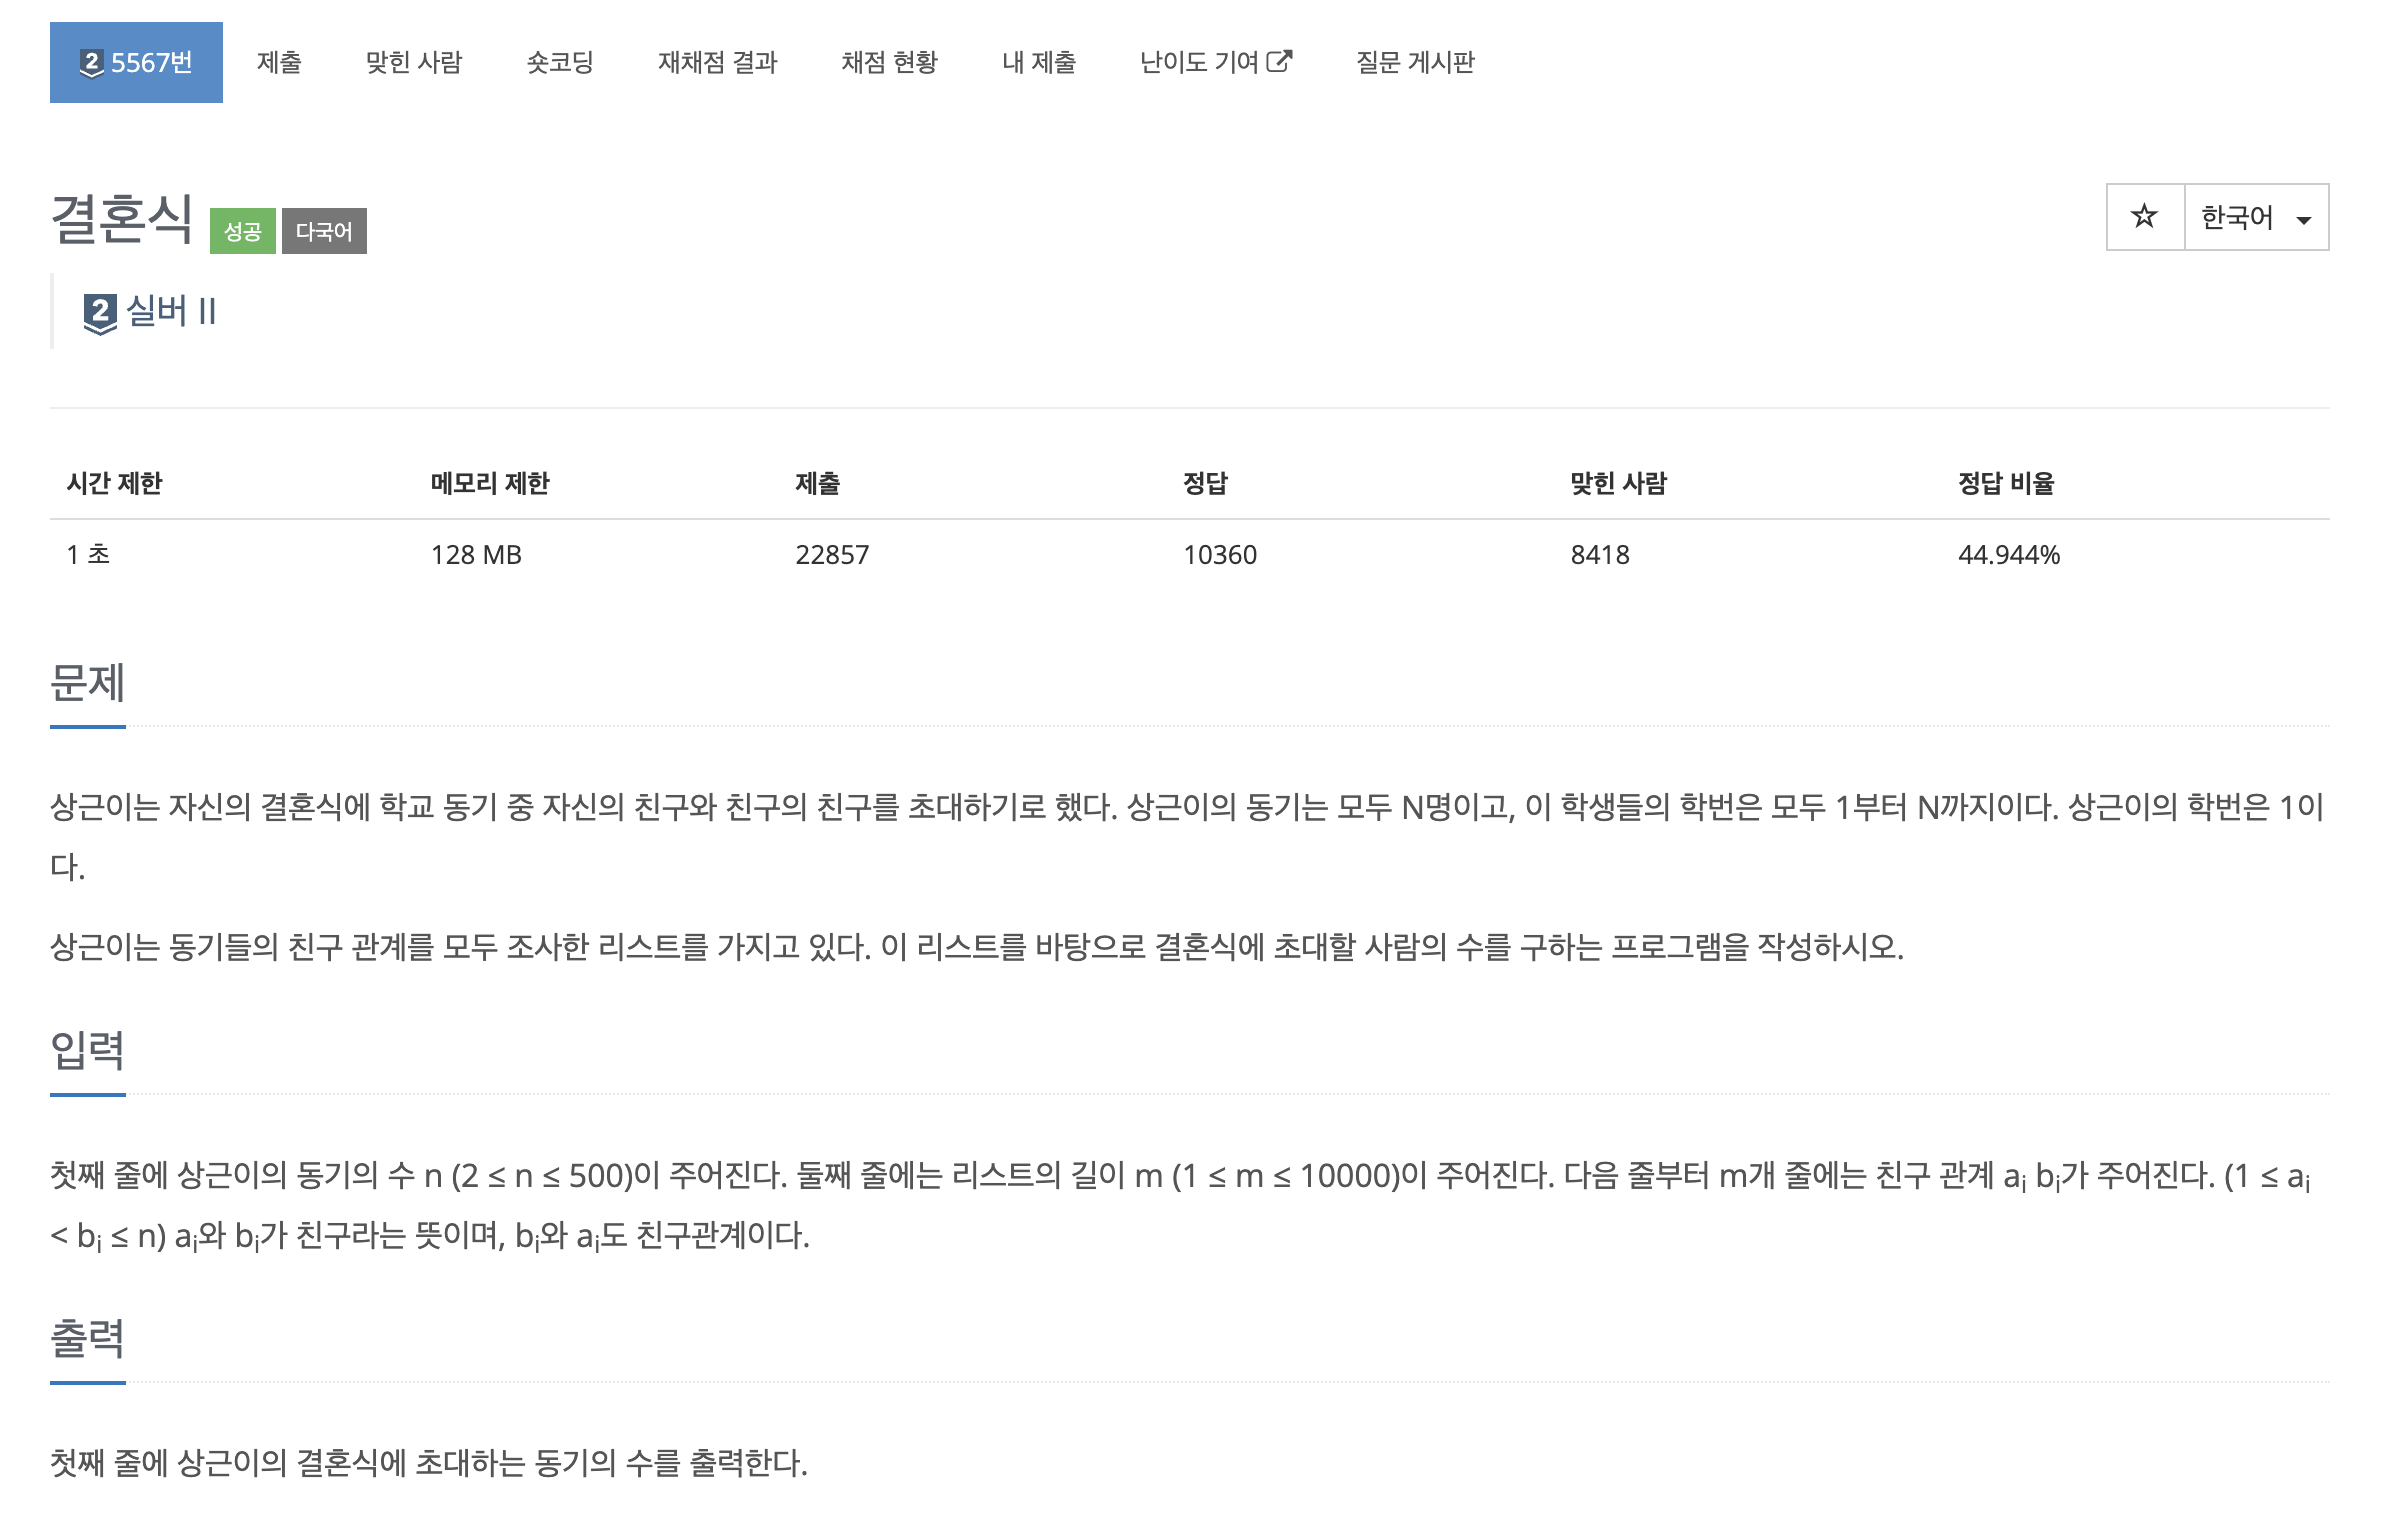 2 5567번 제출 맞힌 사람 숏코딩 재채점 결과 채점 현황 내 제출 난이도 기여 질문 게시판
결혼식 성공 다국어 ☆ 한국어
2 실버 II
시간 제한 메모리 제한 제출 정답 맞힌 사람 정답 비율
1 초 128 MB 22857 10360 8418 44.944%
문제
상근이는 자신의 결혼식에 학교 동기 중 자신의 친구와 친구의 친구를 초대하기로 했다. 상근이의 동기는 모두 N명이고, 이 학생들의 학번은 모두 1부터 N까지이다. 상근이의 학번은 1이
다.
상근이는 동기들의 친구 관계를 모두 조사한 리스트를 가지고 있다. 이 리스트를 바탕으로 결혼식에 초대할 사람의 수를 구하는 프로그램을 작성하시오.
입력
첫째 줄에 상근이의 동기의 수 n (2 ≤ n ≤ 500)이 주어진다. 둘째 줄에는 리스트의 길이 m (1 ≤ m ≤ 10000)이 주어진다. 다음 줄부터 m개 줄에는 친구 관계 ai bi가 주어진다. (1 ≤ ai
< bi ≤ n) ai와 bi가 친구라는 뜻이며, bi와 ai도 친구관계이다.
출력
첫째 줄에 상근이의 결혼식에 초대하는 동기의 수를 출력한다.